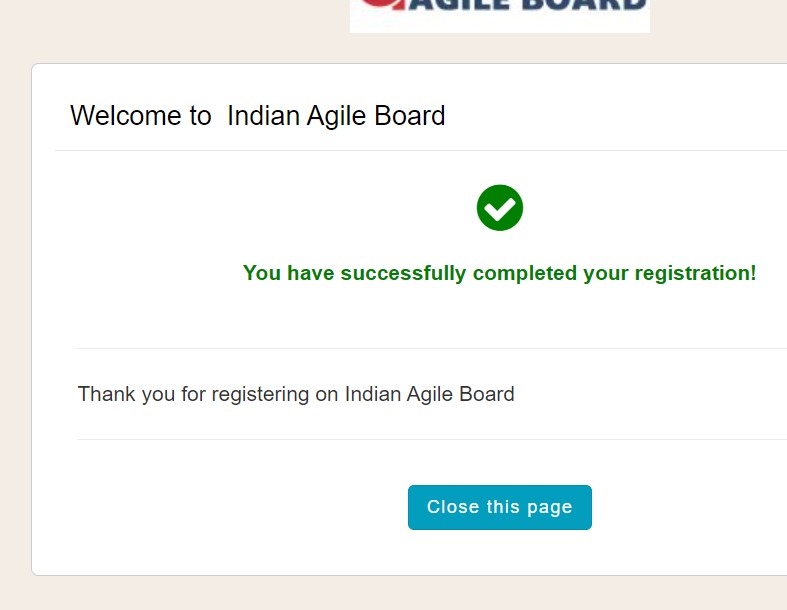 AGILE BOARD
Welcome to Indian Agile Board
You have successfully completed your registration!
Thank you for registering on Indian Agile Board
Close this page